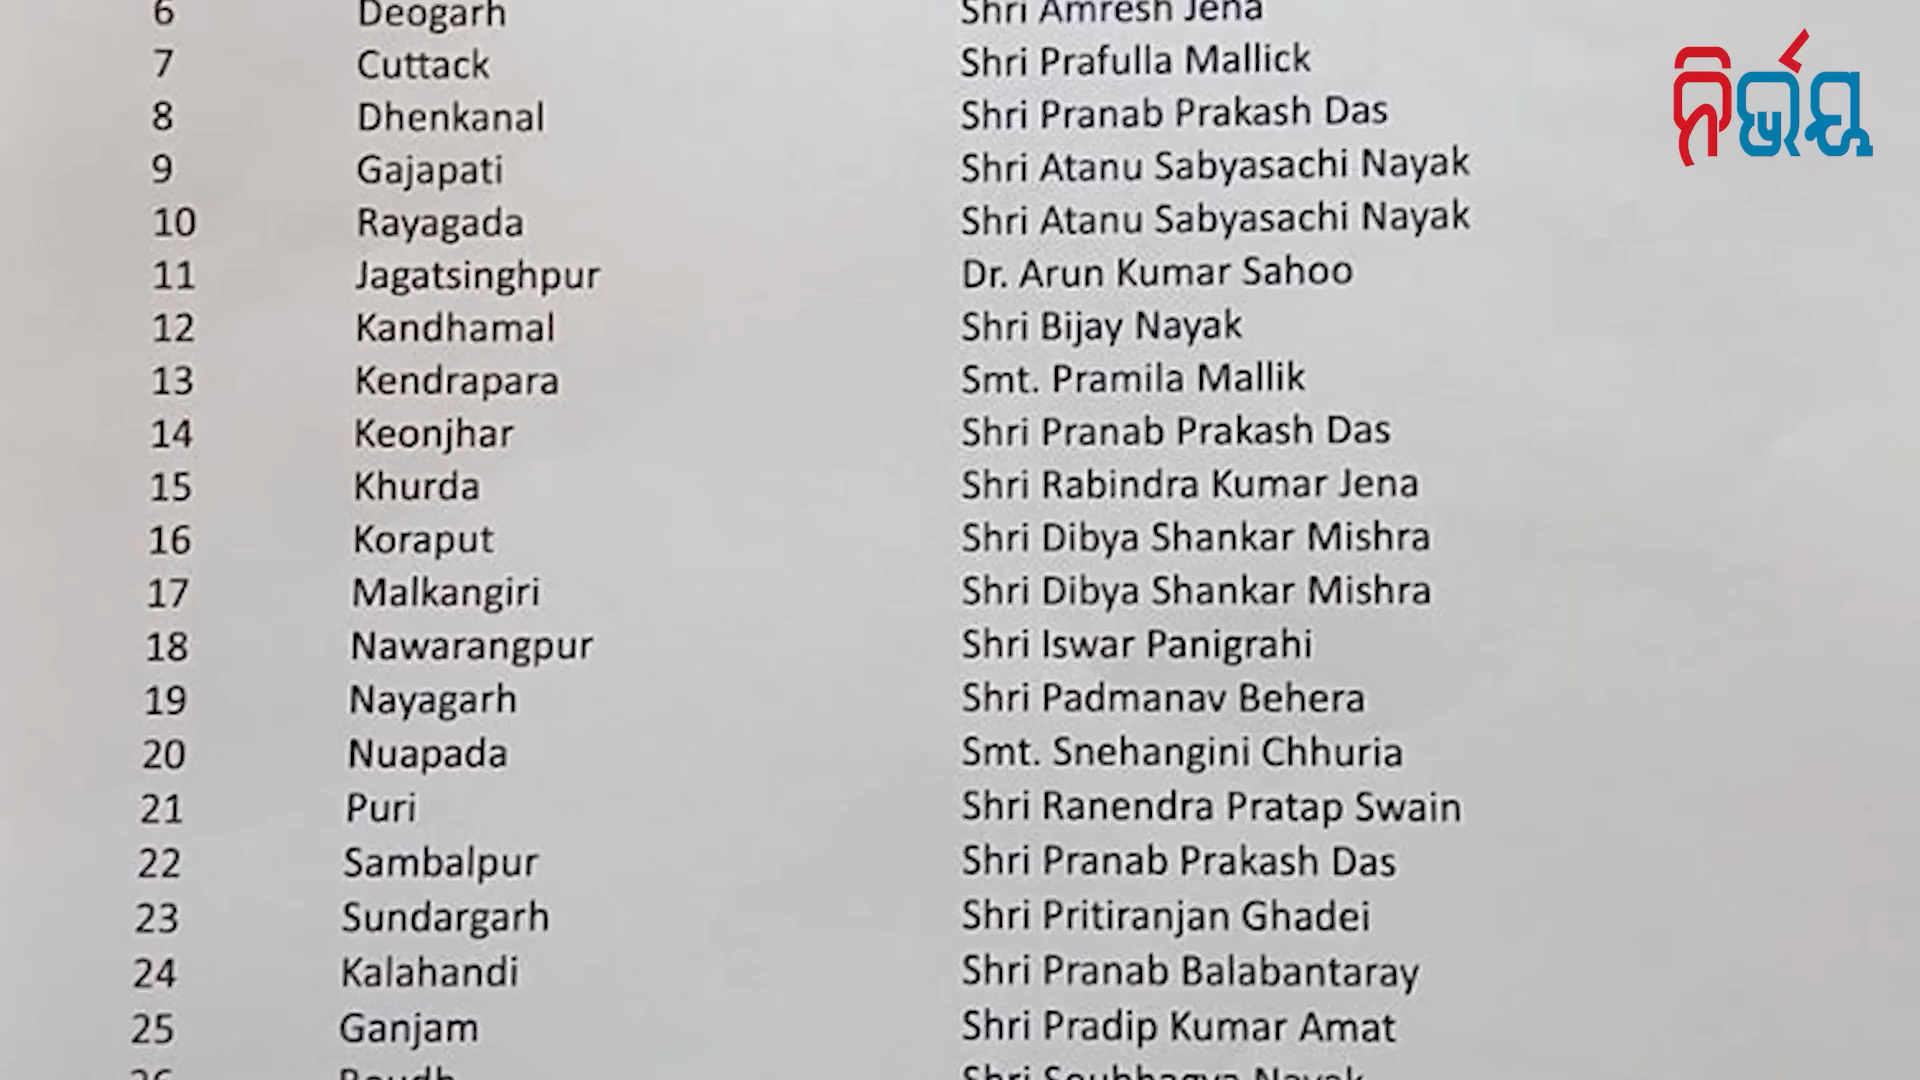 6 Deogarh Shri Amresh Jena
7 Cuttack Shri Prafulla Mallick
8 Dhenkanal Shri Pranab Prakash Das
9 Gajapati Shri Atanu Sabyasachi Nayak
10 Rayagada Shri Atanu Sabyasachi Nayak
11 Jagatsinghpur Dr. Arun Kumar Sahoo
12 Kandhamal Shri Bijay Nayak
13 Kendrapara Smt. Pramila Mallik
14 Keonjhar Shri Pranab Prakash Das
15 Khurda Shri Rabindra Kumar Jena
16 Koraput Shri Dibya Shankar Mishra
17 Malkangiri Shri Dibya Shankar Mishra
18 Nawarangpur Shri Iswar Panigrahi
19 Nayagarh Shri Padmanav Behera
20 Nuapada Smt. Snehangini Chhuria
21 Puri Shri Ranendra Pratap Swain
22 Sambalpur Shri Pranab Prakash Das
23 Sundargarh Shri Pritiranjan Ghadei
24 Kalahandi Shri Pranab Balabantaray
25 Ganjam Shri Pradip Kumar Amat
26 Boudh Shri Soubhagya Nayak
ନିର୍ଭୟ